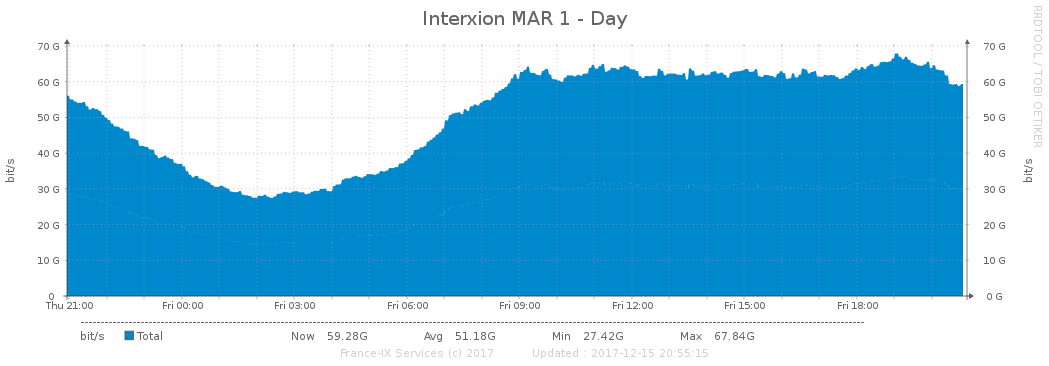 Interxion MAR 1 - Day
RRDTOOL / TOBI OETIKER
70 G 70 G
60 G 60 G
50 G 50 G
40 G 40 G
30 G 30 G
20 G 20 G
10 G 10 G
0 0 G
bit/s bit/s
Thu 21:00 Fri 00:00 Fri 03:00 Fri 06:00 Fri 09:00 Fri 12:00 Fri 15:00 Fri 18:00
bit/s Total Now 59.28G Avg 51.18G Min 27.42G Max 67.84G
France-IX Services (c) 2017 Updated : 2017-12-15 20:55:15